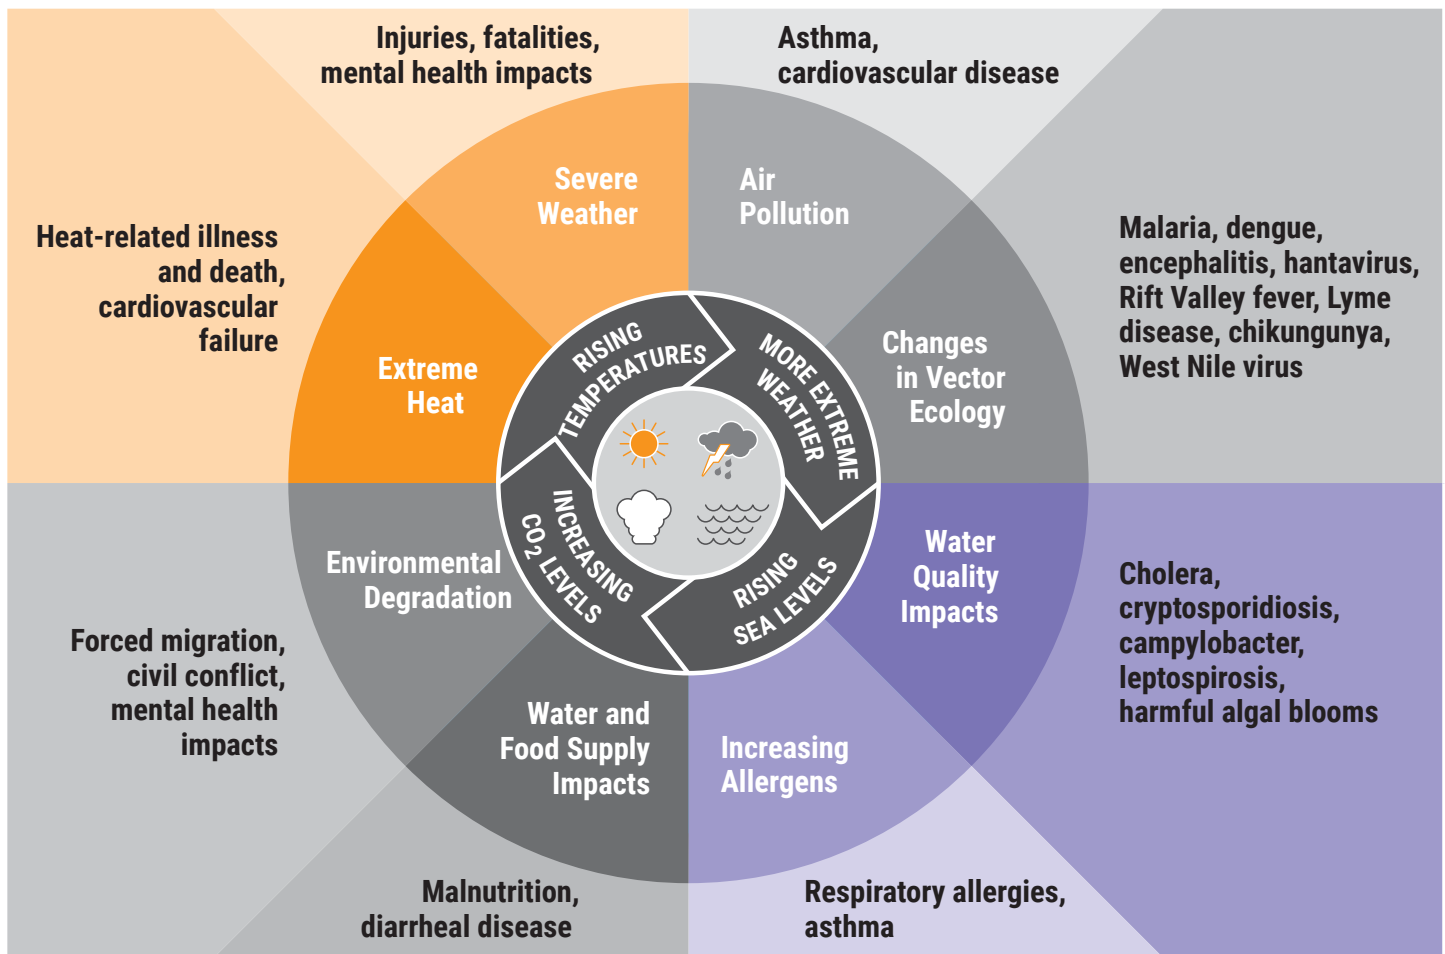 Injuries, fatalities,
mental health impacts
Asthma,
cardiovascular disease
Severe
Weather
Air
Pollution
Heat-related illness
and death,
cardiovascular
failure
Extreme
Heat
Changes
in Vector
Ecology
Malaria, dengue,
encephalitis, hantavirus,
Rift Valley fever, Lyme
disease, chikungunya,
West Nile virus
RISING
TEMPERATURES
MORE EXTREME
WEATHER
INCREASING
CO₂ LEVELS
RISING
SEA LEVELS
Environmental
Degradation
Water
Quality
Impacts
Forced migration,
civil conflict,
mental health
impacts
Cholera,
cryptosporidiosis,
campylobacter,
leptospirosis,
harmful algal blooms
Water and
Food Supply
Impacts
Increasing
Allergens
Malnutrition,
diarrheal disease
Respiratory allergies,
asthma